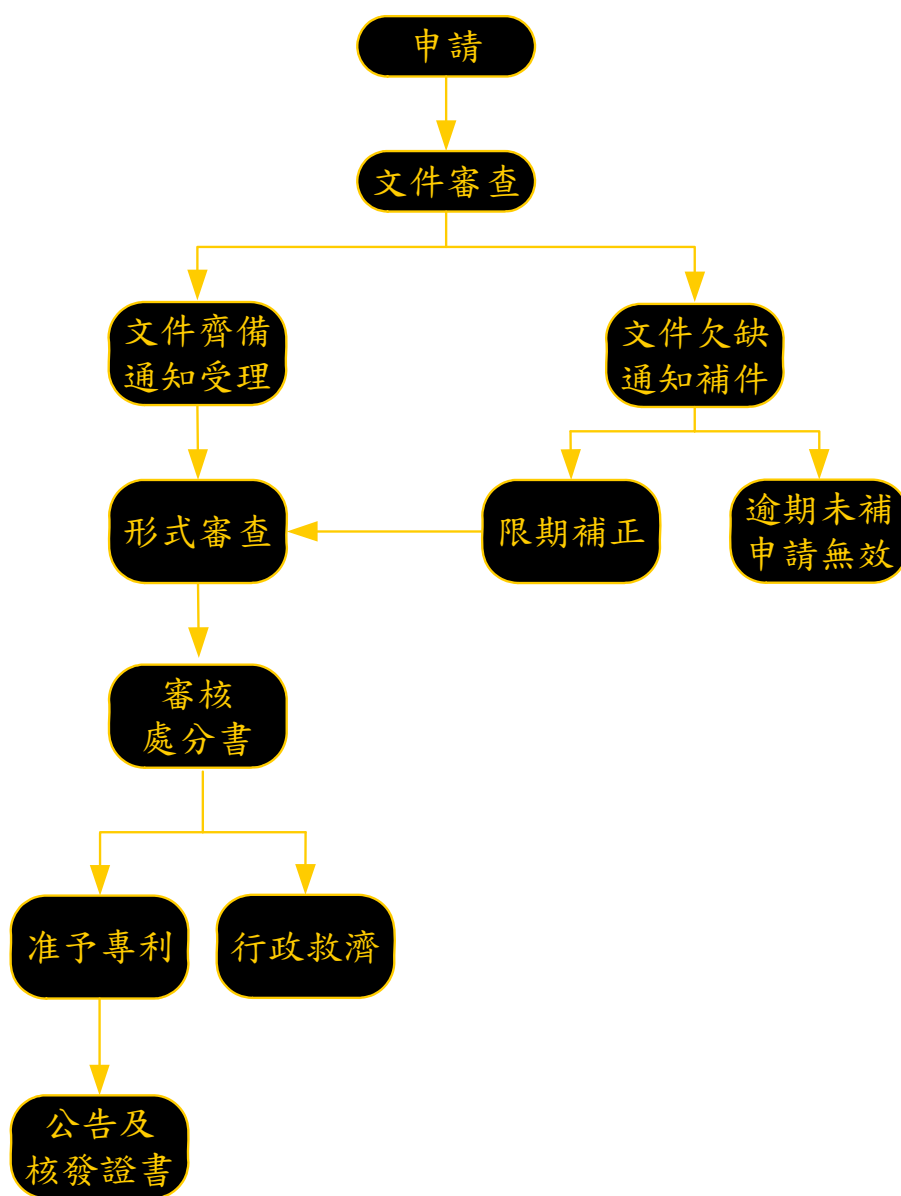 申請
文件審查
文件齊備
通知受理
文件欠缺
通知補件
形式審查
限期補正
逾期未補
申請無效
審核
處分書
准予專利
行政救濟
公告及
核發證書